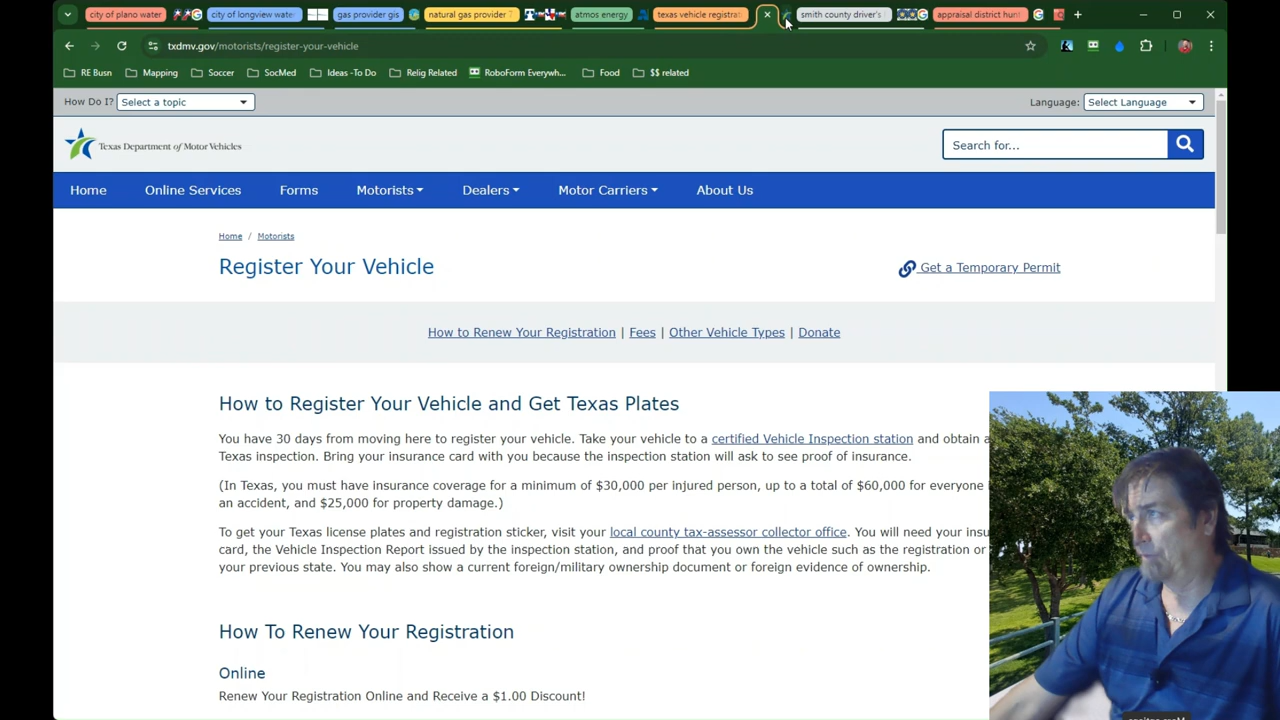 city of plano water
city of longview wate
gas provider gis
natural gas provider T
atmos energy
texas vehicle registrat
smith county driver's
appraisal district hun
txdmv.gov/motorists/register-your-vehicle
RE Busn
Mapping
Soccer
SocMed
Ideas -To Do
Relig Related
RoboForm Everywh...
Food
$$ related
How Do I?
Select a topic
Language:
Select Language
Texas Department of Motor Vehicles
Search for...
Home
Online Services
Forms
Motorists
Dealers
Motor Carriers
About Us
Home / Motorists
Register Your Vehicle
Get a Temporary Permit
How to Renew Your Registration | Fees | Other Vehicle Types | Donate
How to Register Your Vehicle and Get Texas Plates
You have 30 days from moving here to register your vehicle. Take your vehicle to a certified Vehicle Inspection station and obtain a
Texas inspection. Bring your insurance card with you because the inspection station will ask to see proof of insurance.
(In Texas, you must have insurance coverage for a minimum of $30,000 per injured person, up to a total of $60,000 for everyone
an accident, and $25,000 for property damage.)
To get your Texas license plates and registration sticker, visit your local county tax-assessor collector office. You will need your insu
card, the Vehicle Inspection Report issued by the inspection station, and proof that you own the vehicle such as the registration or
your previous state. You may also show a current foreign/military ownership document or foreign evidence of ownership.
How To Renew Your Registration
Online
Renew Your Registration Online and Receive a $1.00 Discount!